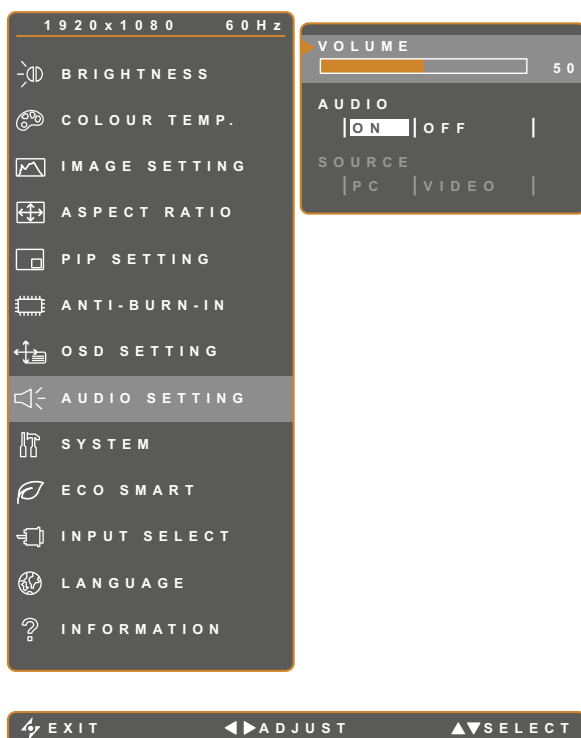 1920x1080 60Hz
BRIGHTNESS
COLOUR TEMP.
IMAGE SETTING
ASPECT RATIO
PIP SETTING
ANTI-BURN-IN
OSD SETTING
AUDIO SETTING
SYSTEM
ECO SMART
INPUT SELECT
LANGUAGE
INFORMATION
VOLUME
50
AUDIO
ON OFF
SOURCE
PC VIDEO
EXIT ADJUST SELECT